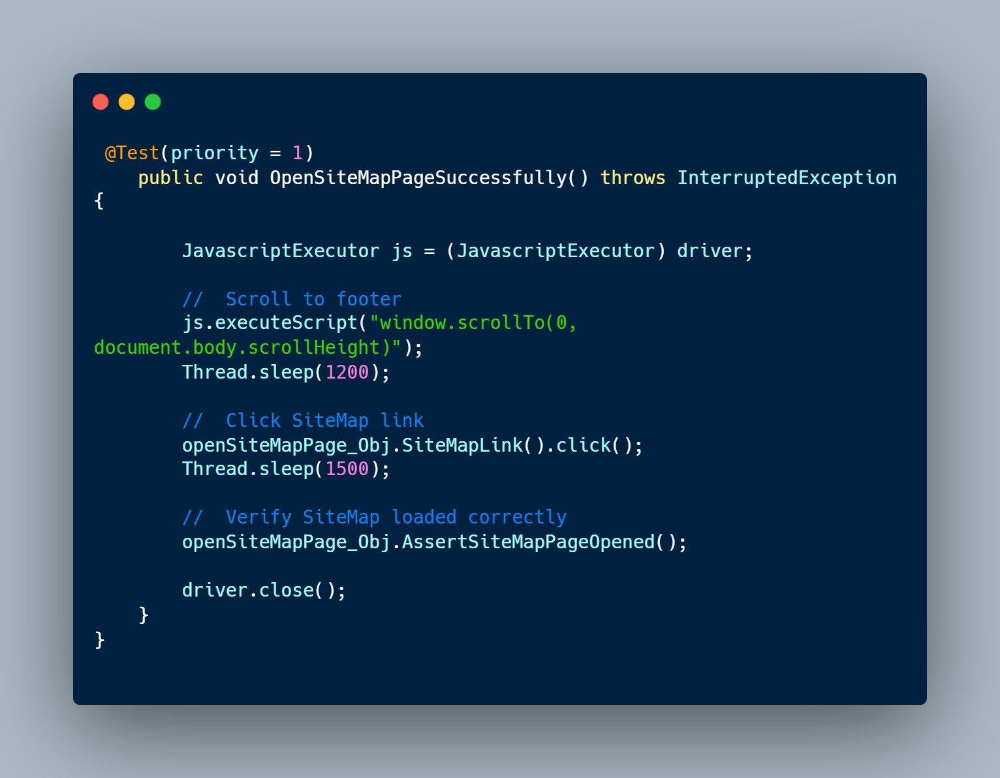 @Test(priority = 1)
public void OpenSiteMapPageSuccessfully() throws InterruptedException
{
JavascriptExecutor js = (JavascriptExecutor) driver;
//  Scroll to footer
js.executeScript("window.scrollTo(0,
document.body.scrollHeight)");
Thread.sleep(1200);
//  Click SiteMap link
openSiteMapPage_Obj.SiteMapLink().click();
Thread.sleep(1500);
//  Verify SiteMap loaded correctly
openSiteMapPage_Obj.AssertSiteMapPageOpened();
driver.close();
}
}